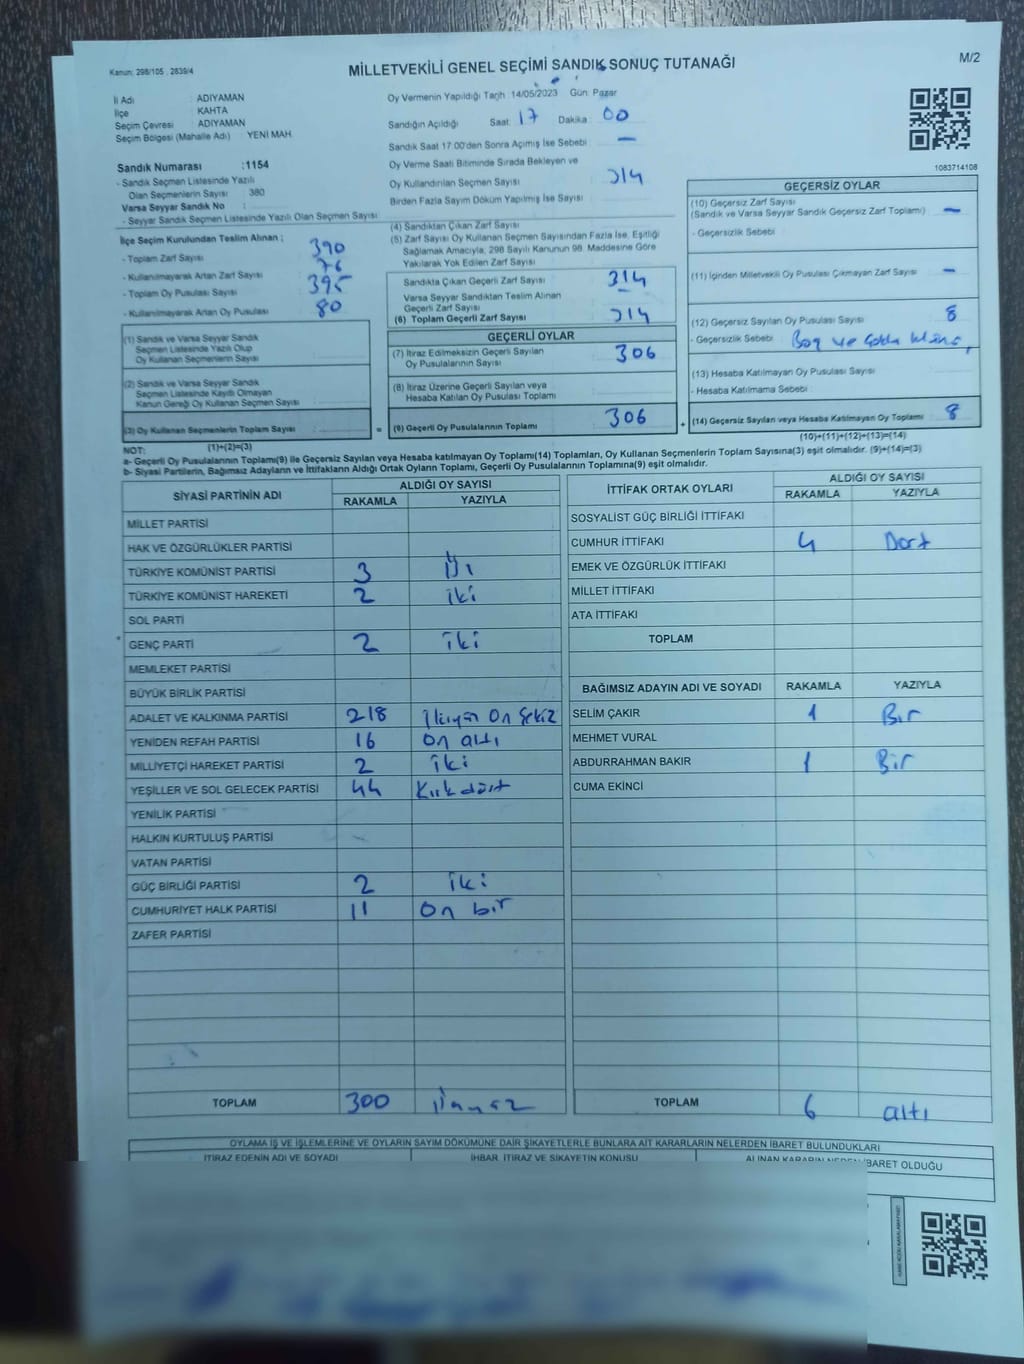 Kanun: 298/105 , 2839/4
MİLLETVEKİLİ GENEL SEÇİMİ SANDIK SONUÇ TUTANAĞI
M/2
İl Adı : ADIYAMAN
İlçe : KAHTA
Seçim Çevresi : ADIYAMAN
Seçim Bölgesi (Mahalle Adı) : YENİ MAH.
Sandık Numarası :1154
- Sandık Seçmen Listesinde Yazılı
Olan Seçmenlerin Sayısı : 380
Varsa Seyyar Sandık No :
- Seyyar Sandık Seçmen Listesinde Yazılı Olan Seçmen Sayısı :
Oy Vermenin Yapıldığı Tarih :14/05/2023 Gün: Pazar
Sandığın Açıldığı Saat: 17 Dakika: 00
Sandık Saat 17:00'den Sonra Açılmış İse Sebebi : —
Oy Verme Saati Bitiminde Sırada Bekleyen ve
Oy Kullandırılan Seçmen Sayısı : 314
Birden Fazla Sayım Döküm Yapılmış İse Sayısı :
1083714108
İlçe Seçim Kurulundan Teslim Alınan ;
- Toplam Zarf Sayısı : 390
- Kullanılmayarak Artan Zarf Sayısı : 76
- Toplam Oy Pusulası Sayısı : 395
- Kullanılmayarak Artan Oy Pusulası : 80
(1) Sandık ve Varsa Seyyar Sandık
Seçmen Listesinde Yazılı Olup
Oy Kullanan Seçmenlerin Sayısı :
(2) Sandık ve Varsa Seyyar Sandık
Seçmen Listesinde Kayıtlı Olmayan
Kanun Gereği Oy Kullanan Seçmen Sayısı :
(3) Oy Kullanan Seçmenlerin Toplam Sayısı :
(1)+(2)=(3)
(4) Sandıktan Çıkan Zarf Sayısı
(5) Zarf Sayısı Oy Kullanan Seçmen Sayısından Fazla İse, Eşitliği
Sağlamak Amacıyla; 298 Sayılı Kanunun 98. Maddesine Göre
Yakılarak Yok Edilen Zarf Sayısı
Sandıkta Çıkan Geçerli Zarf Sayısı : 314
Varsa Seyyar Sandıktan Teslim Alınan
Geçerli Zarf Sayısı : —
(6) Toplam Geçerli Zarf Sayısı : 314
GEÇERLİ OYLAR
(7) İtiraz Edilmeksizin Geçerli Sayılan
Oy Pusulalarının Sayısı : 306
(8) İtiraz Üzerine Geçerli Sayılan veya
Hesaba Katılan Oy Pusulası Toplamı :
= (9) Geçerli Oy Pusulalarının Toplamı : 306 +
GEÇERSİZ OYLAR
(10) Geçersiz Zarf Sayısı
(Sandık ve Varsa Seyyar Sandık Geçersiz Zarf Toplamı) : —
- Geçersizlik Sebebi :
(11) İçinden Milletvekili Oy Pusulası Çıkmayan Zarf Sayısı : —
(12) Geçersiz Sayılan Oy Pusulası Sayısı : 8
- Geçersizlik Sebebi : Boş ve
(13) Hesaba Katılmayan Oy Pusulası Sayısı :
- Hesaba Katılmama Sebebi :
(14) Geçersiz Sayılan veya Hesaba Katılmayan Oy Toplamı : 8
(10)+(11)+(12)+(13)=(14)
NOT:
a- Geçerli Oy Pusulalarının Toplamı(9) ile Geçersiz Sayılan veya Hesaba katılmayan Oy Toplamı(14) Toplamları, Oy Kullanan Seçmenlerin Toplam Sayısına(3) eşit olmalıdır. (9)+(14)=(3)
b- Siyasi Partilerin, Bağımsız Adayların ve İttifakların Aldığı Ortak Oyların Toplamı, Geçerli Oy Pusulalarının Toplamına(9) eşit olmalıdır.
SİYASİ PARTİNİN ADI ALDIĞI OY SAYISI
RAKAMLA YAZIYLA
MİLLET PARTİSİ
HAK VE ÖZGÜRLÜKLER PARTİSİ
TÜRKİYE KOMÜNİST PARTİSİ 3 Üç
TÜRKİYE KOMÜNİST HAREKETİ 2 iki
SOL PARTİ
GENÇ PARTİ 2 iki
MEMLEKET PARTİSİ
BÜYÜK BİRLİK PARTİSİ
ADALET VE KALKINMA PARTİSİ 218 ikiyüz On Sekiz
YENİDEN REFAH PARTİSİ 16 On altı
MİLLİYETÇİ HAREKET PARTİSİ 2 iki
YEŞİLLER VE SOL GELECEK PARTİSİ 44 Kırkdört
YENİLİK PARTİSİ
HALKIN KURTULUŞ PARTİSİ
VATAN PARTİSİ
GÜÇ BİRLİĞİ PARTİSİ 2 iki
CUMHURİYET HALK PARTİSİ 11 On bir
ZAFER PARTİSİ
TOPLAM 300 üçyüz
İTTİFAK ORTAK OYLARI ALDIĞI OY SAYISI
RAKAMLA YAZIYLA
SOSYALİST GÜÇ BİRLİĞİ İTTİFAKI
CUMHUR İTTİFAKI 4 Dört
EMEK VE ÖZGÜRLÜK İTTİFAKI
MİLLET İTTİFAKI
ATA İTTİFAKI
TOPLAM
BAĞIMSIZ ADAYIN ADI VE SOYADI RAKAMLA YAZIYLA
SELİM ÇAKIR 1 Bir
MEHMET VURAL
ABDURRAHMAN BAKIR 1 Bir
CUMA EKİNCİ
TOPLAM 6 altı
OYLAMA İŞ VE İŞLEMLERİNE VE OYLARIN SAYIM DÖKÜMÜNE DAİR ŞİKAYETLERLE BUNLARA AİT KARARLARIN NELERDEN İBARET BULUNDUKLARI
İTİRAZ EDENİN ADI VE SOYADI İHBAR, İTİRAZ VE ŞİKAYETİN KONUSU ALINAN KARARIN NEDEN İBARET OLDUĞU